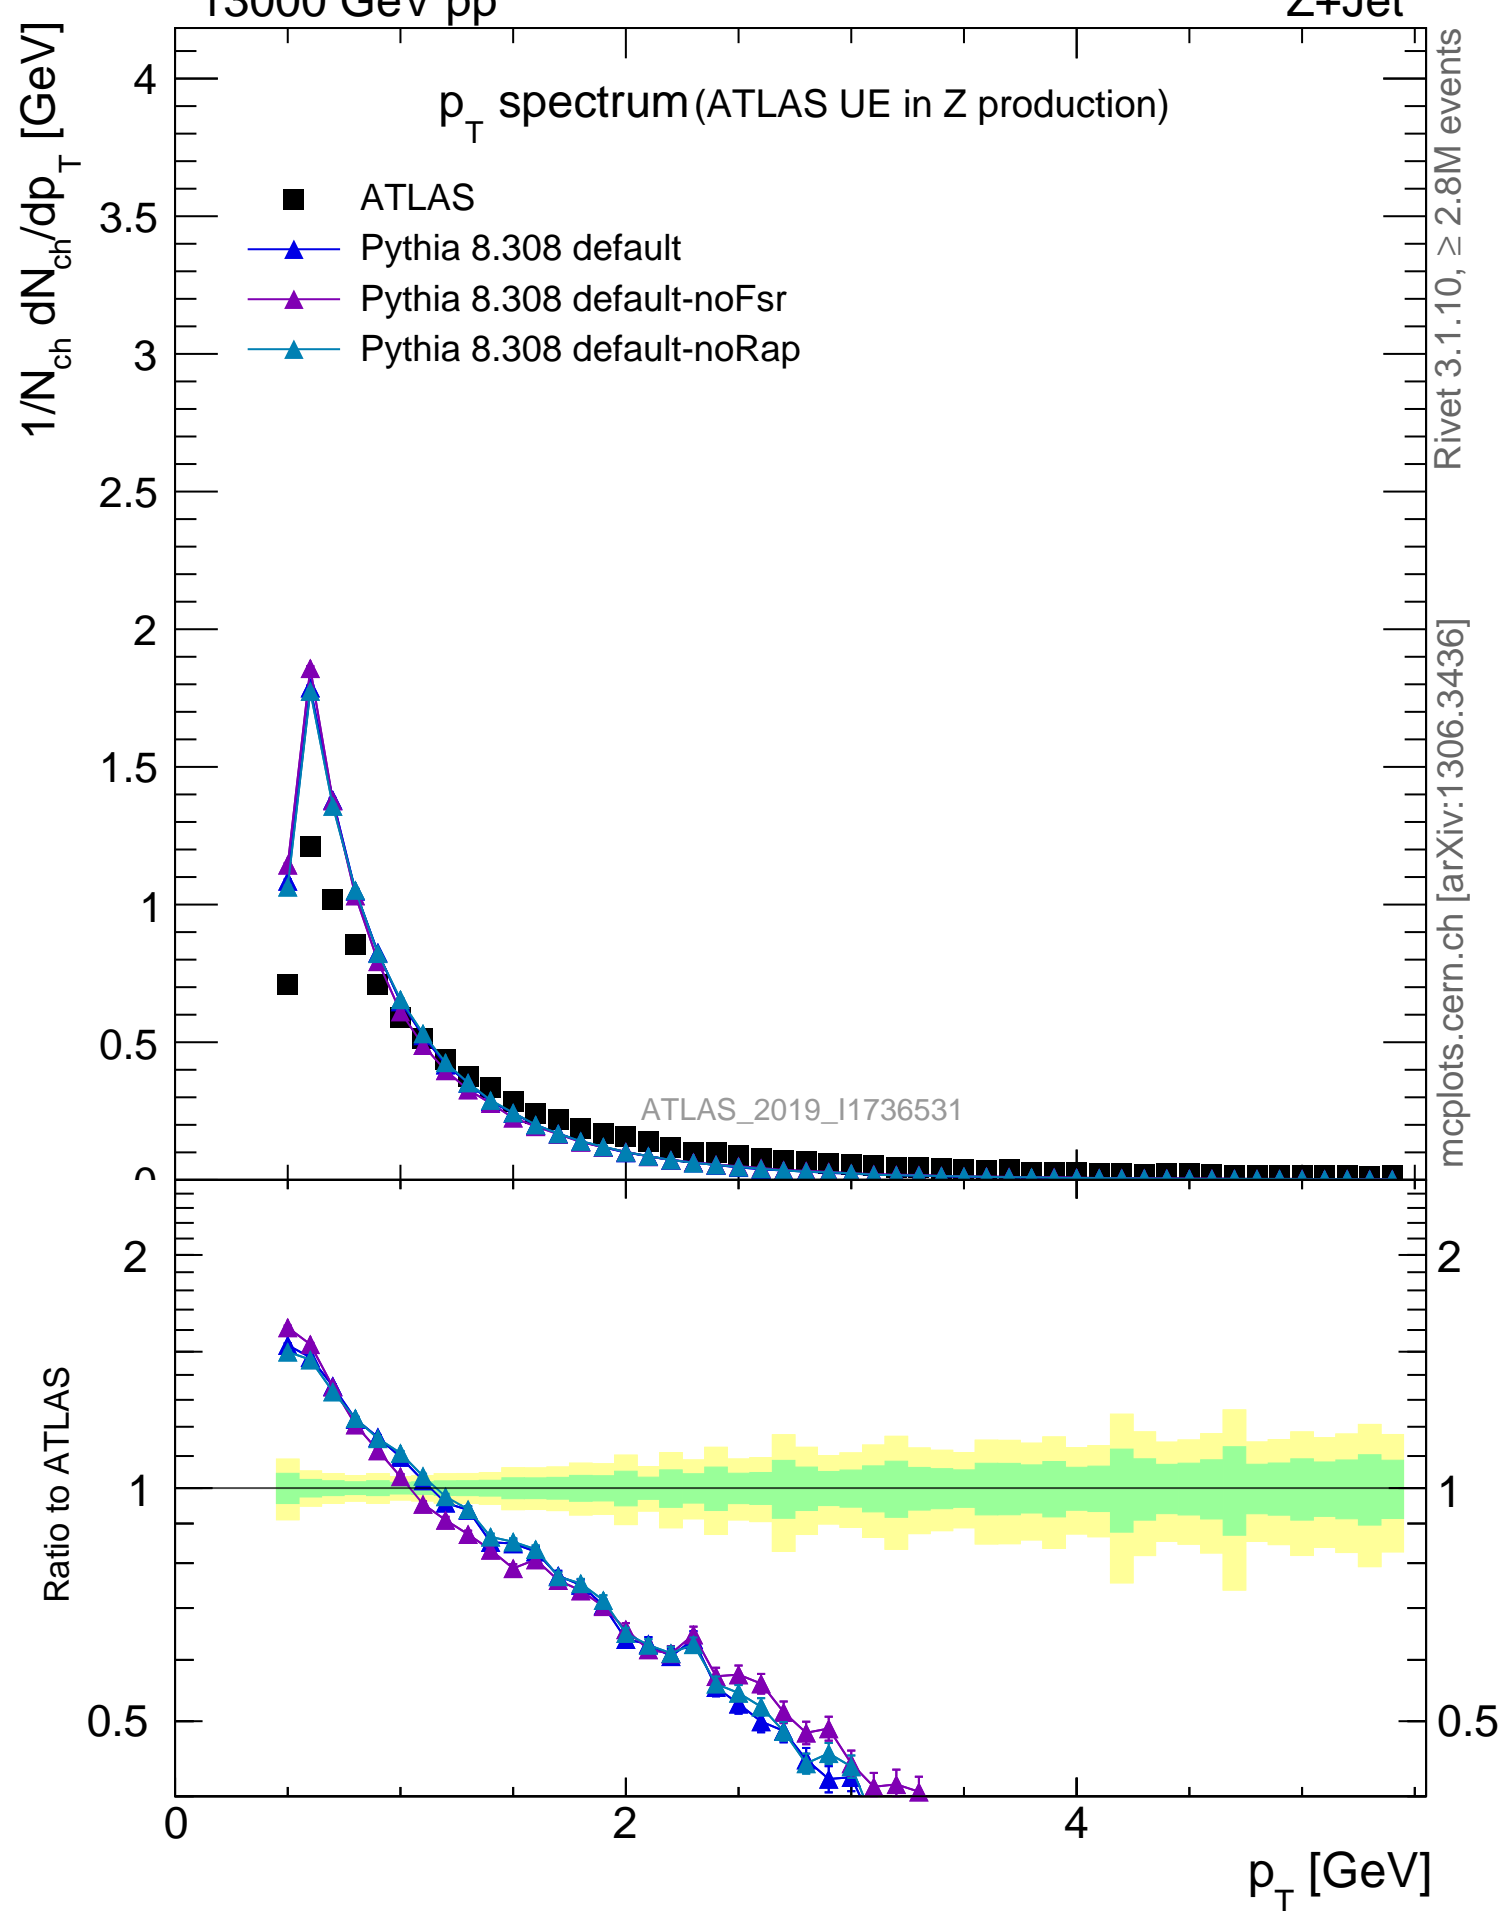 13000 GeV pp
Z+Jet
p_T spectrum (ATLAS UE in Z production)
1/N_ch dN_ch/dp_T [GeV]
4
3.5
3
2.5
2
1.5
1
0.5
0
ATLAS
Pythia 8.308 default
Pythia 8.308 default-noFsr
Pythia 8.308 default-noRap
ATLAS_2019_I1736531
Rivet 3.1.10, ≥ 2.8M events
mcplots.cern.ch [arXiv:1306.3436]
Ratio to ATLAS
2
1
0.5
2
1
0.5
0
2
4
p_T [GeV]